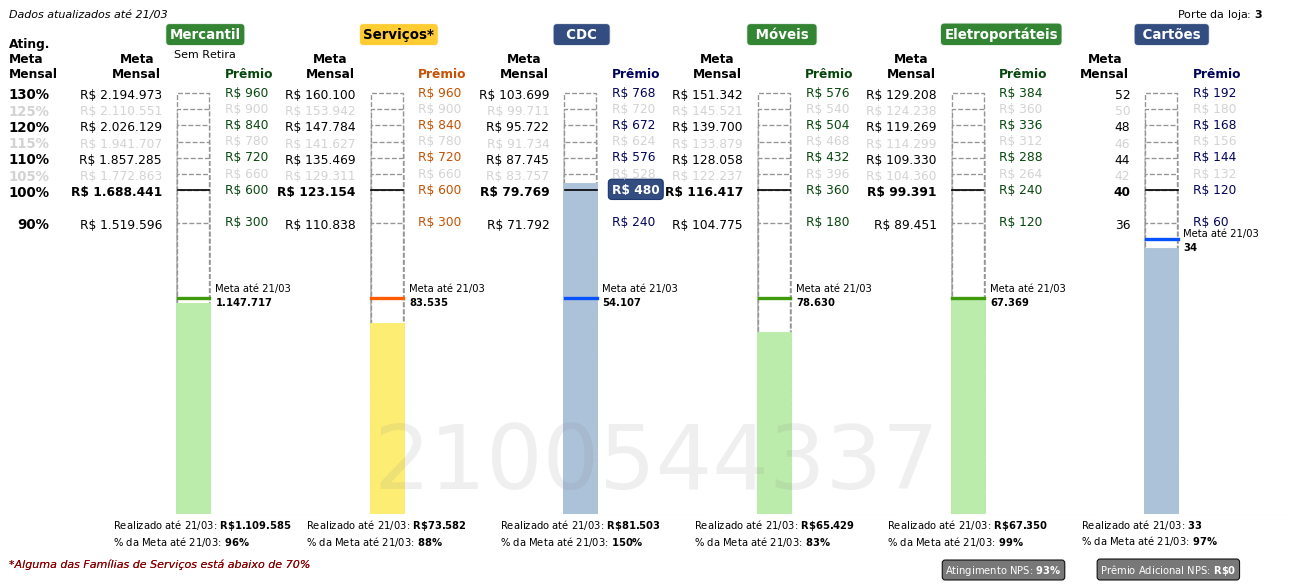 Dados atualizados até 21/03
Porte da loja: 3
Mercantil Serviços* CDC Móveis Eletroportáteis Cartões
Sem Retira
Ating. Meta Mensal Meta Mensal Prêmio Meta Mensal Prêmio Meta Mensal Prêmio Meta Mensal Prêmio Meta Mensal Prêmio Meta Mensal Prêmio
130% R$ 2.194.973 R$ 960 R$ 160.100 R$ 960 R$ 103.699 R$ 768 R$ 151.342 R$ 576 R$ 129.208 R$ 384 52 R$ 192
125% R$ 2.110.551 R$ 900 R$ 153.942 R$ 900 R$ 99.711 R$ 720 R$ 145.521 R$ 540 R$ 124.238 R$ 360 50 R$ 180
120% R$ 2.026.129 R$ 840 R$ 147.784 R$ 840 R$ 95.722 R$ 672 R$ 139.700 R$ 504 R$ 119.269 R$ 336 48 R$ 168
115% R$ 1.941.707 R$ 780 R$ 141.627 R$ 780 R$ 91.734 R$ 624 R$ 133.879 R$ 468 R$ 114.299 R$ 312 46 R$ 156
110% R$ 1.857.285 R$ 720 R$ 135.469 R$ 720 R$ 87.745 R$ 576 R$ 128.058 R$ 432 R$ 109.330 R$ 288 44 R$ 144
105% R$ 1.772.863 R$ 660 R$ 129.311 R$ 660 R$ 83.757 R$ 528 R$ 122.237 R$ 396 R$ 104.360 R$ 264 42 R$ 132
100% R$ 1.688.441 R$ 600 R$ 123.154 R$ 600 R$ 79.769 R$ 480 R$ 116.417 R$ 360 R$ 99.391 R$ 240 40 R$ 120
90% R$ 1.519.596 R$ 300 R$ 110.838 R$ 300 R$ 71.792 R$ 240 R$ 104.775 R$ 180 R$ 89.451 R$ 120 36 R$ 60
Meta até 21/03
34
Meta até 21/03 Meta até 21/03 Meta até 21/03 Meta até 21/03 Meta até 21/03
1.147.717 83.535 54.107 78.630 67.369
2100544337
Realizado até 21/03: R$1.109.585 Realizado até 21/03: R$73.582 Realizado até 21/03: R$81.503 Realizado até 21/03: R$65.429 Realizado até 21/03: R$67.350 Realizado até 21/03: 33
% da Meta até 21/03: 96% % da Meta até 21/03: 88% % da Meta até 21/03: 150% % da Meta até 21/03: 83% % da Meta até 21/03: 99% % da Meta até 21/03: 97%
*Alguma das Famílias de Serviços está abaixo de 70%
Atingimento NPS: 93% Prêmio Adicional NPS: R$0